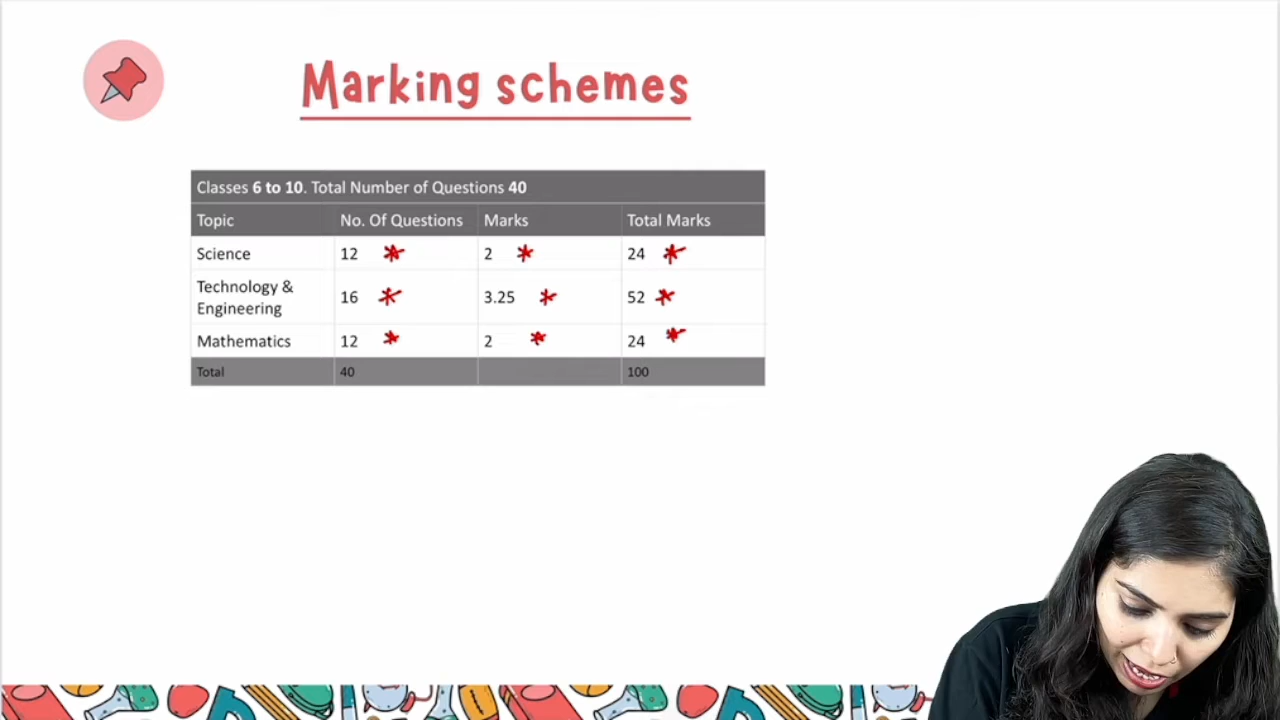 Marking schemes
Classes 6 to 10. Total Number of Questions 40
Topic No. Of Questions Marks Total Marks
Science 12 2 24
Technology &
Engineering 16 3.25 52
Mathematics 12 2 24
Total 40 100